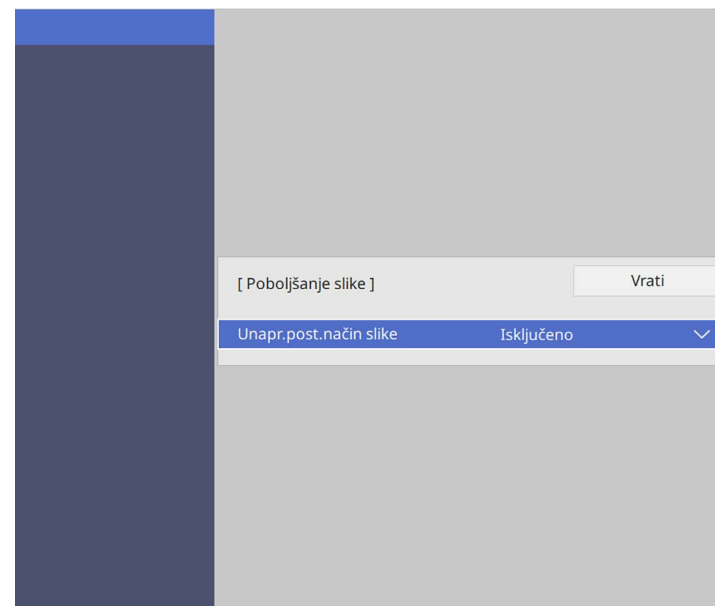 [ Poboljšanje slike ]
Vrati
Unapr.post.način slike
Isključeno